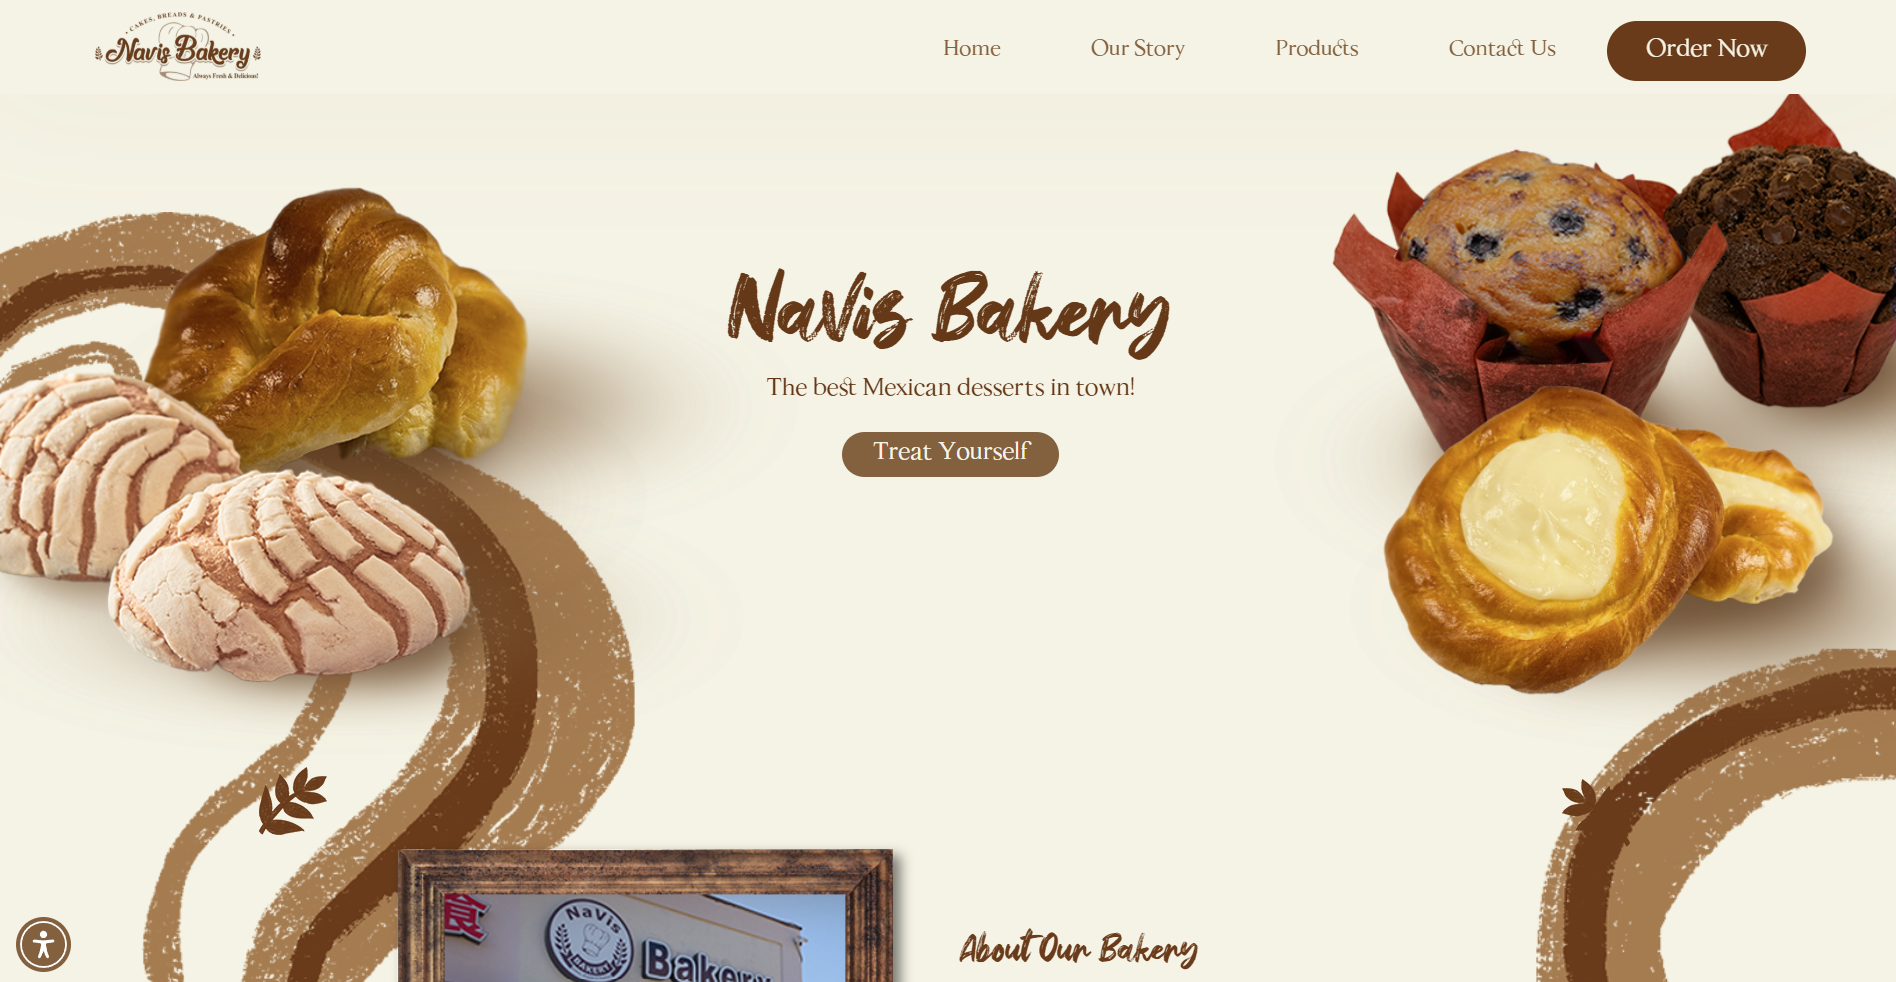 CAKES, BREADS & PASTRIES
Navis Bakery
Always Fresh & Delicious!
Home
Our Story
Products
Contact Us
Order Now
Navis Bakery
The best Mexican desserts in town!
Treat Yourself
食
NaVis
BAKERY
Bakery
About Our Bakery